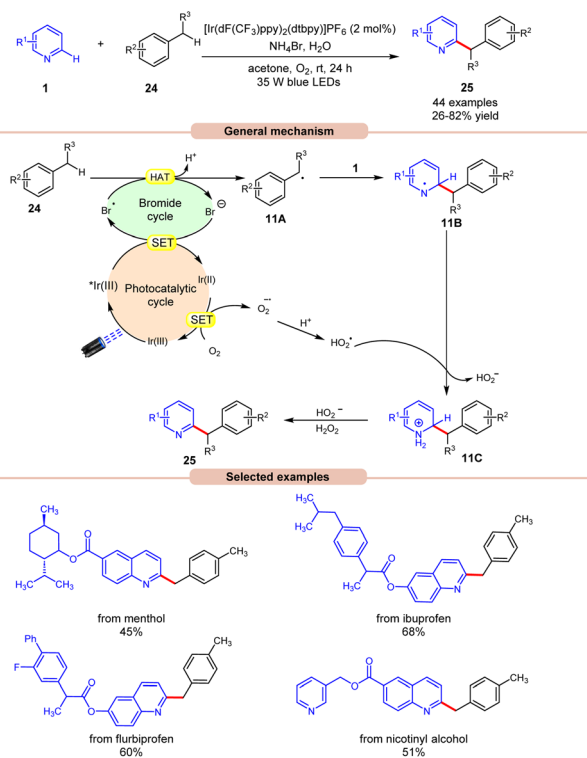 R1
N
H
1
+
R2
R3
H
24
[Ir(dF(CF3)ppy)2(dtbpy)]PF6 (2 mol%)
NH4Br, H2O
acetone, O2, rt, 24 h
35 W blue LEDs
R1
N
R3
R2
25
44 examples
26-82% yield
General mechanism
R3
R2
H
24
H+
HAT
Br•
Br⊖
Bromide
cycle
SET
R3
R2
•
11A
1
R1
N
•
H
R3
R2
11B
*Ir(III)
Ir(II)
Photocatalytic
cycle
SET
Ir(III)
O2
O2•−
H+
HO2•
HO2−
R1
N
R3
R2
25
HO2−
H2O2
R1
⊕
N
H2
H
R3
R2
11C
Selected examples
CH3
H3C
CH3
O
O
N
CH3
from menthol
45%
CH3
H3C
CH3
O
O
N
CH3
from ibuprofen
68%
Ph
F
CH3
O
O
N
CH3
from flurbiprofen
60%
N
O
O
N
CH3
from nicotinyl alcohol
51%